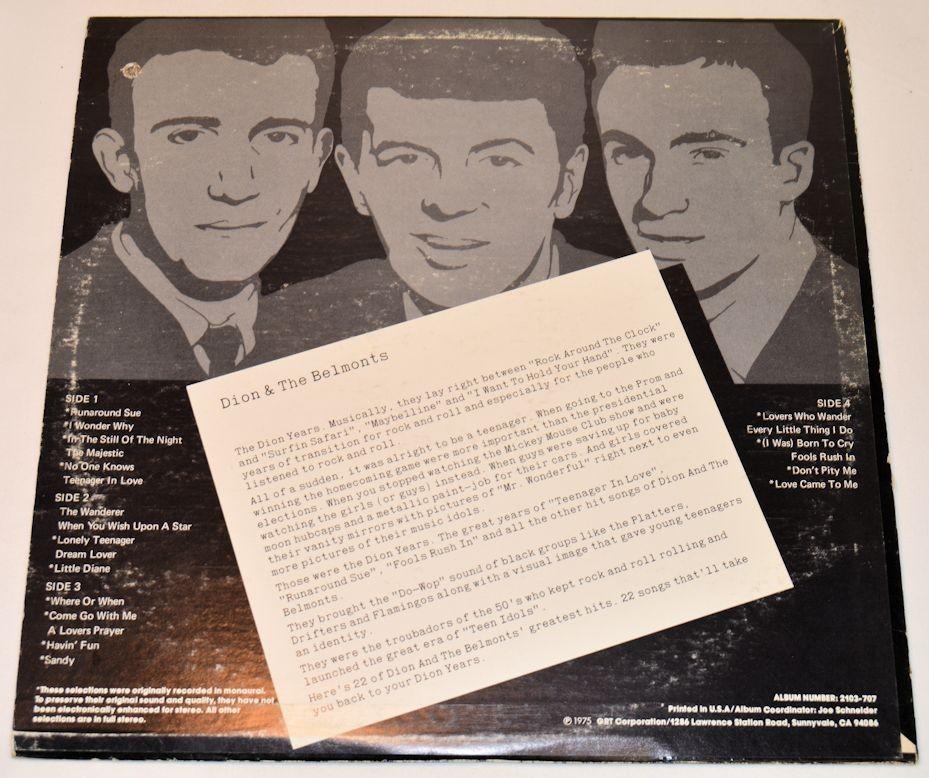 Dion & The Belmonts
The Dion Years. Musically, they lay right between "Rock Around The Clock"
and "Surfin Safari", "Maybelline" and "I Want To Hold Your Hand". They were
years of transition for rock and roll and especially for the people who
listened to rock and roll.
All of a sudden, it was alright to be a teenager. When going to the Prom and
winning the homecoming game were more important than the presidential
elections. When you stopped watching the Mickey Mouse Club show and were
watching the girls (or guys) instead. When guys were saving up for baby
moon hubcaps and a metallic paint-job for their cars. And girls covered
their vanity mirrors with pictures of "Mr. Wonderful" right next to even
more pictures of their music idols.
Those were the Dion Years. The great years of "Teenager In Love",
"Runaround Sue", "Fools Rush In" and all the other hit songs of Dion And The
Belmonts.
They brought the "Do-Wop" sound of black groups like the Platters,
Drifters and Flamingos along with a visual image that gave young teenagers
an identity.
They were the troubadors of the 50's who kept rock and roll rolling and
launched the great era of "Teen Idols".
Here's 22 of Dion And The Belmonts' greatest hits. 22 songs that'll take
you back to your Dion Years.
SIDE 1
*Runaround Sue
*I Wonder Why
*In The Still Of The Night
The Majestic
*No One Knows
Teenager In Love
SIDE 2
The Wanderer
When You Wish Upon A Star
*Lonely Teenager
Dream Lover
*Little Diane
SIDE 3
*Where Or When
*Come Go With Me
A Lovers Prayer
*Havin' Fun
*Sandy
SIDE 4
*Lovers Who Wander
Every Little Thing I Do
*(I Was) Born To Cry
Fools Rush In
*Don't Pity Me
*Love Came To Me
*These selections were originally recorded in monaural.
To preserve their original sound and quality, they have not
been electronically enhanced for stereo. All other
selections are in full stereo.
ALBUM NUMBER: 2103-707
Printed in U.S.A/Album Coordinator: Joe Schneider
℗ 1975 GRT Corporation/1286 Lawrence Station Road, Sunnyvale, CA 94086